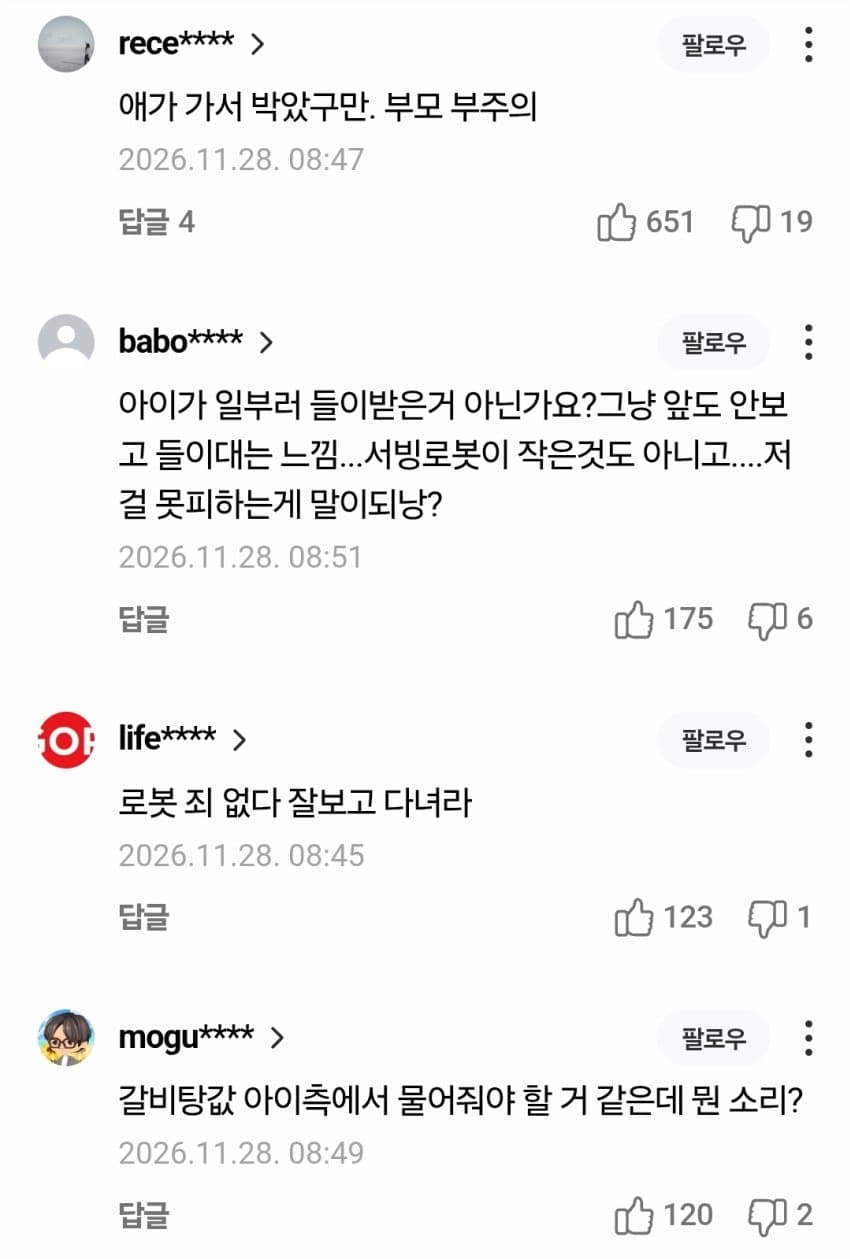 rece**** >
팔로우
애가 가서 박았구만. 부모 부주의
2026.11.28. 08:47
답글 4
651
19
babo**** >
팔로우
아이가 일부러 들이받은거 아닌가요?그냥 앞도 안보
고 들이대는 느낌...서빙로봇이 작은것도 아니고....저
걸 못피하는게 말이되냥?
2026.11.28. 08:51
답글
175
6
GOP
life**** >
팔로우
로봇 죄 없다 잘보고 다녀라
2026.11.28. 08:45
답글
123
1
mogu**** >
팔로우
갈비탕값 아이측에서 물어줘야 할 거 같은데 뭔 소리?
2026.11.28. 08:49
답글
120
2